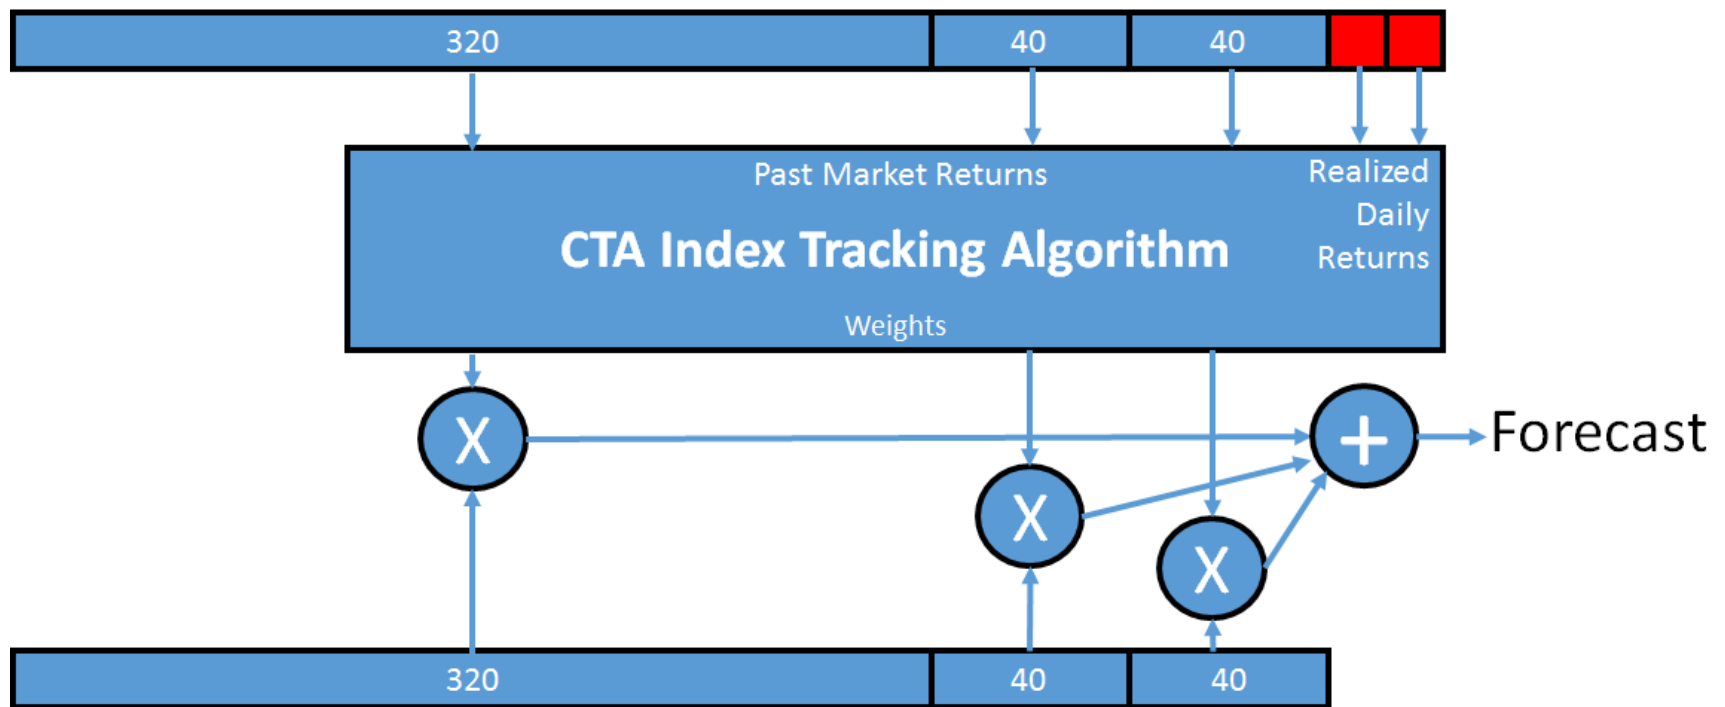 320 40 40
Past Market Returns
Realized
Daily
Returns
CTA Index Tracking Algorithm
Weights
X
+
Forecast
X
X
320 40 40